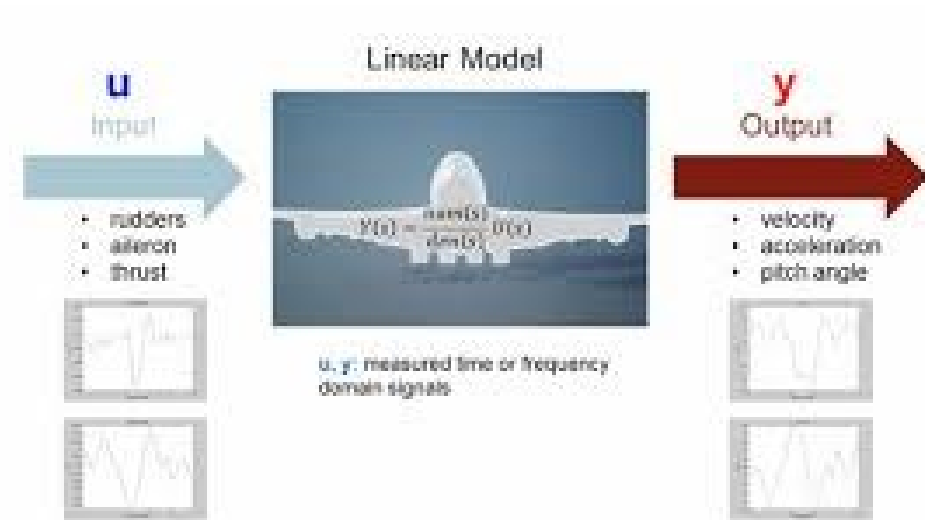 Linear Model
u
Input
• rudders
• aileron
• thrust
Y(s) = num(s)/den(s) U(s)
u, y: measured time or frequency
domain signals
y
Output
• velocity
• acceleration
• pitch angle